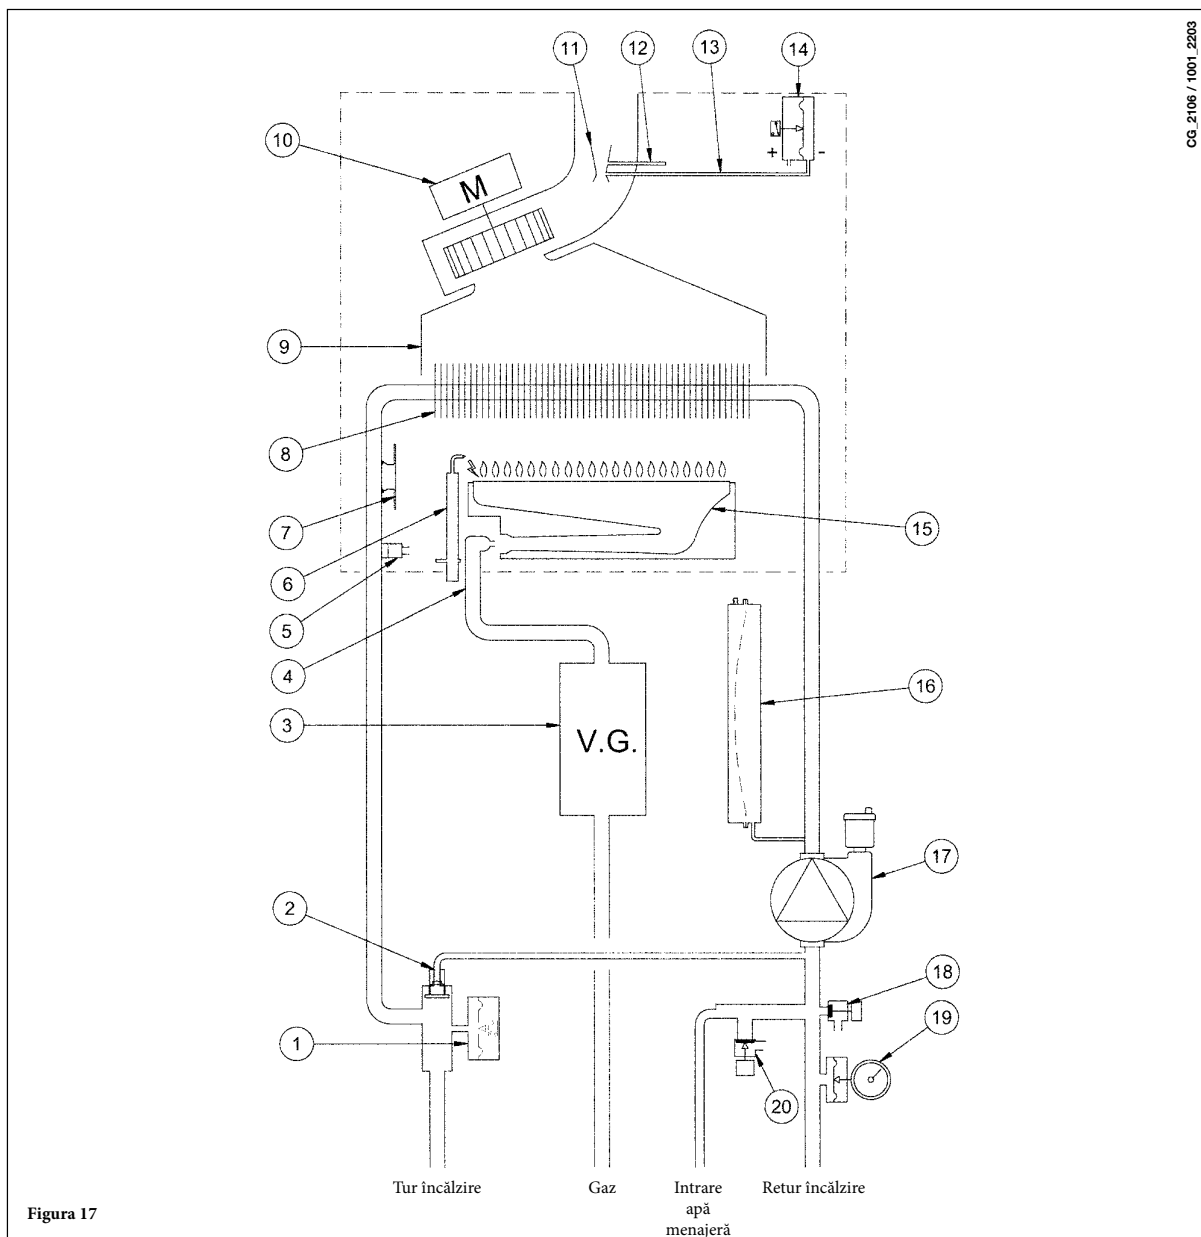 CG_2106 / 1001_2203
11
12
13
14
10
M
+ -
9
8
7
6
5
4
15
3
V.G.
16
17
2
18
1
19
20
Tur încălzire
Gaz
Intrare
apă
menajeră
Retur încălzire
Figura 17